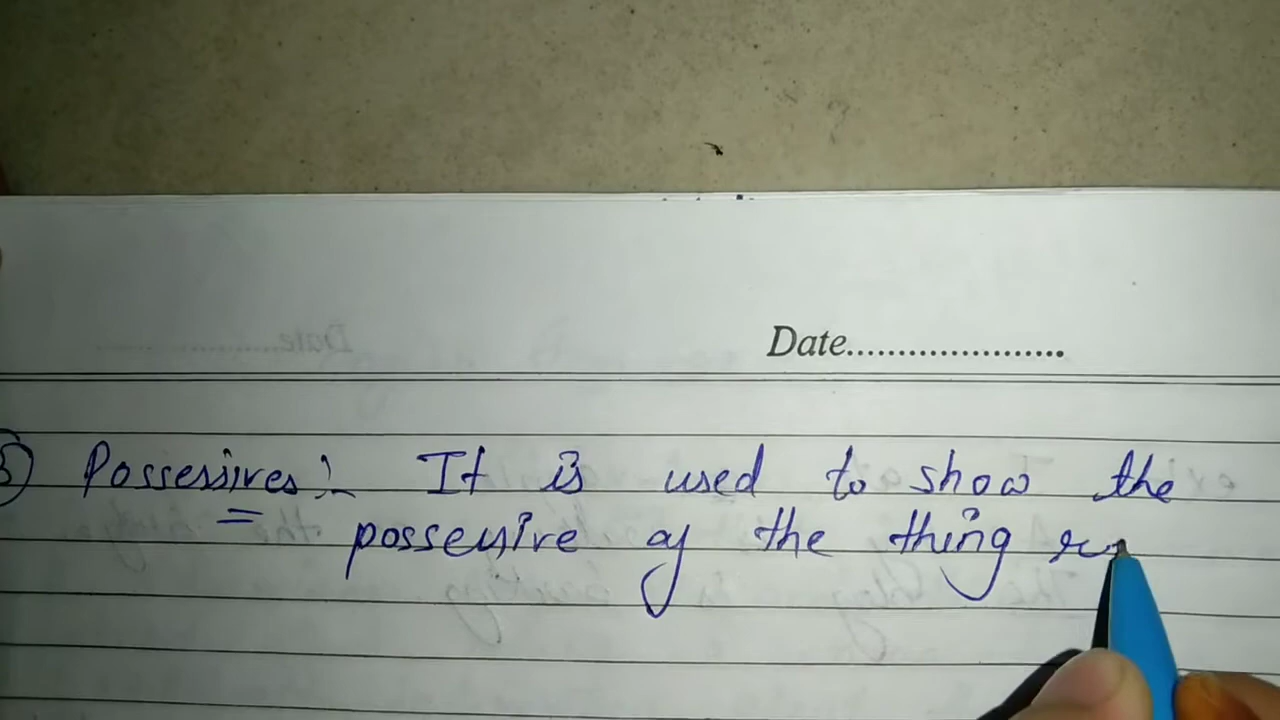 Date.....................
3) Possessives:- It is used to show the
possessive of the thing